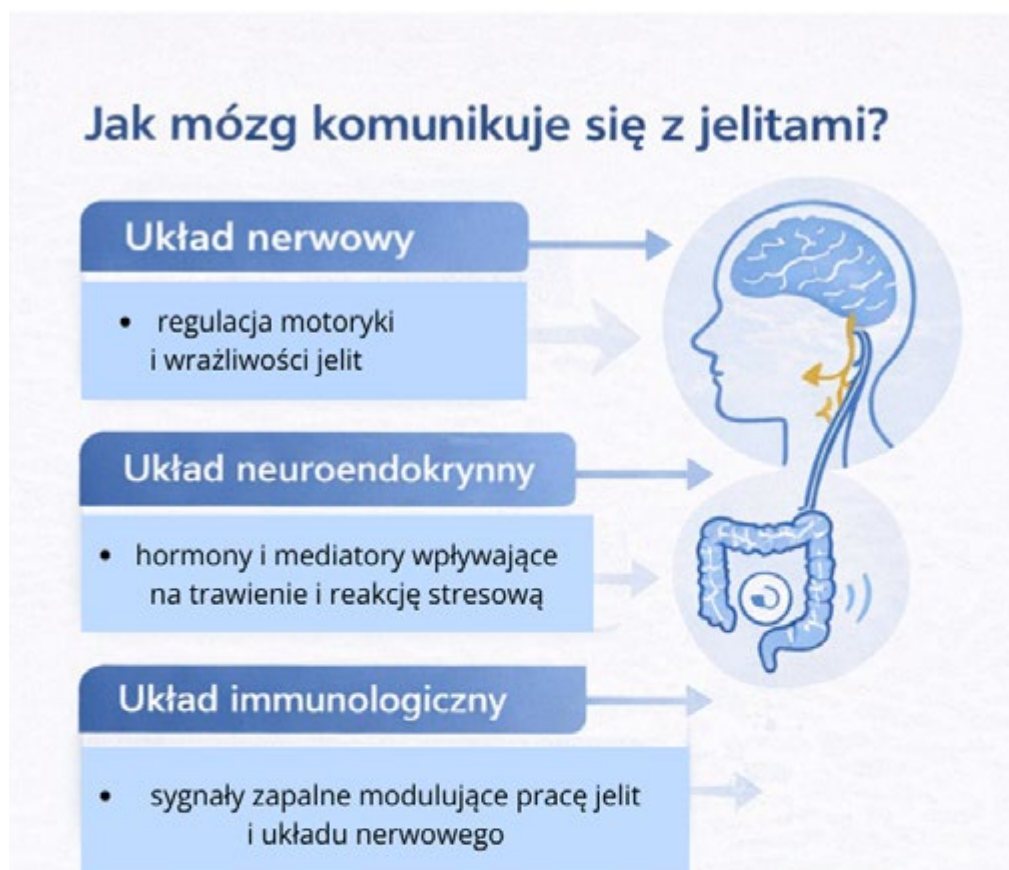 Jak mózg komunikuje się z jelitami?
Układ nerwowy
• regulacja motoryki
i wrażliwości jelit
Układ neuroendokrynny
• hormony i mediatory wpływające
na trawienie i reakcję stresową
Układ immunologiczny
• sygnały zapalne modulujące pracę jelit
i układu nerwowego